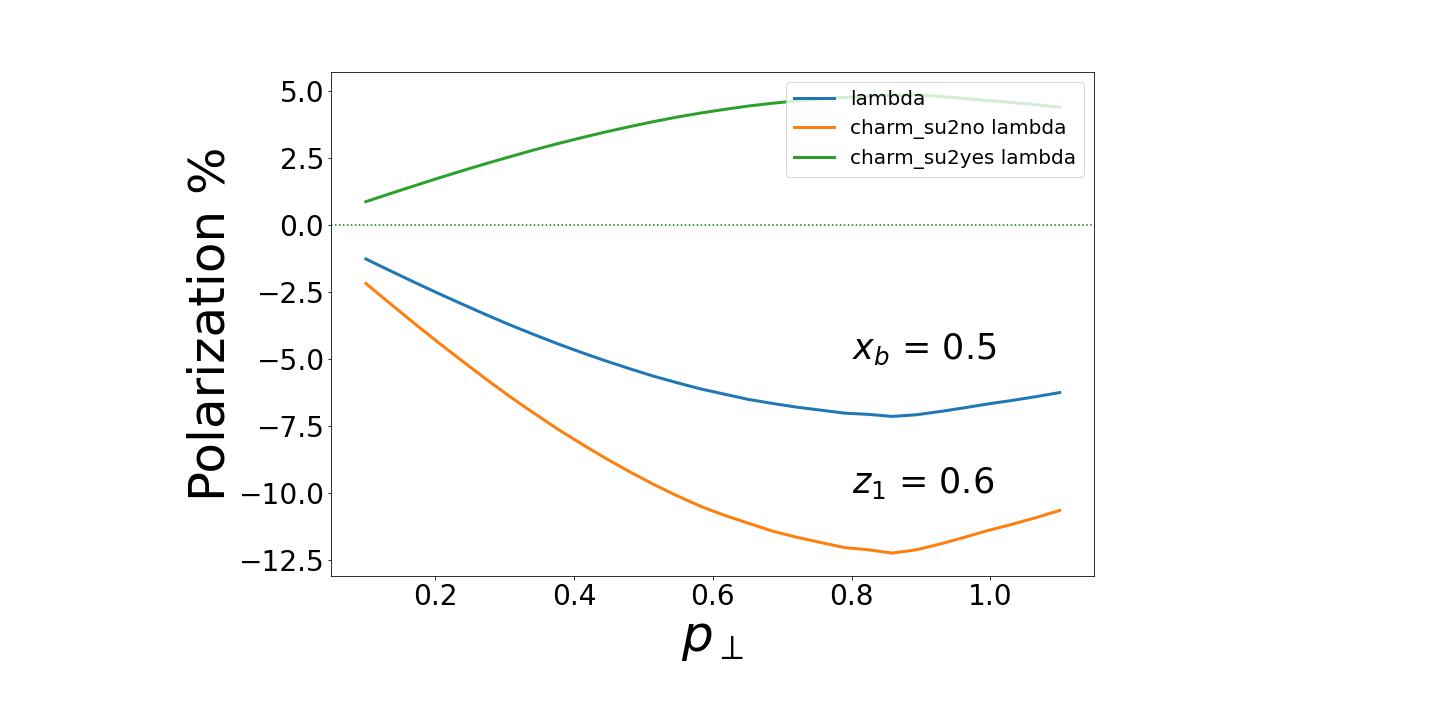 5.0
2.5
0.0
−2.5
−5.0
−7.5
−10.0
−12.5
Polarization %
lambda
charm_su2no lambda
charm_su2yes lambda
x_b = 0.5
z_1 = 0.6
0.2 0.4 0.6 0.8 1.0
p_⊥